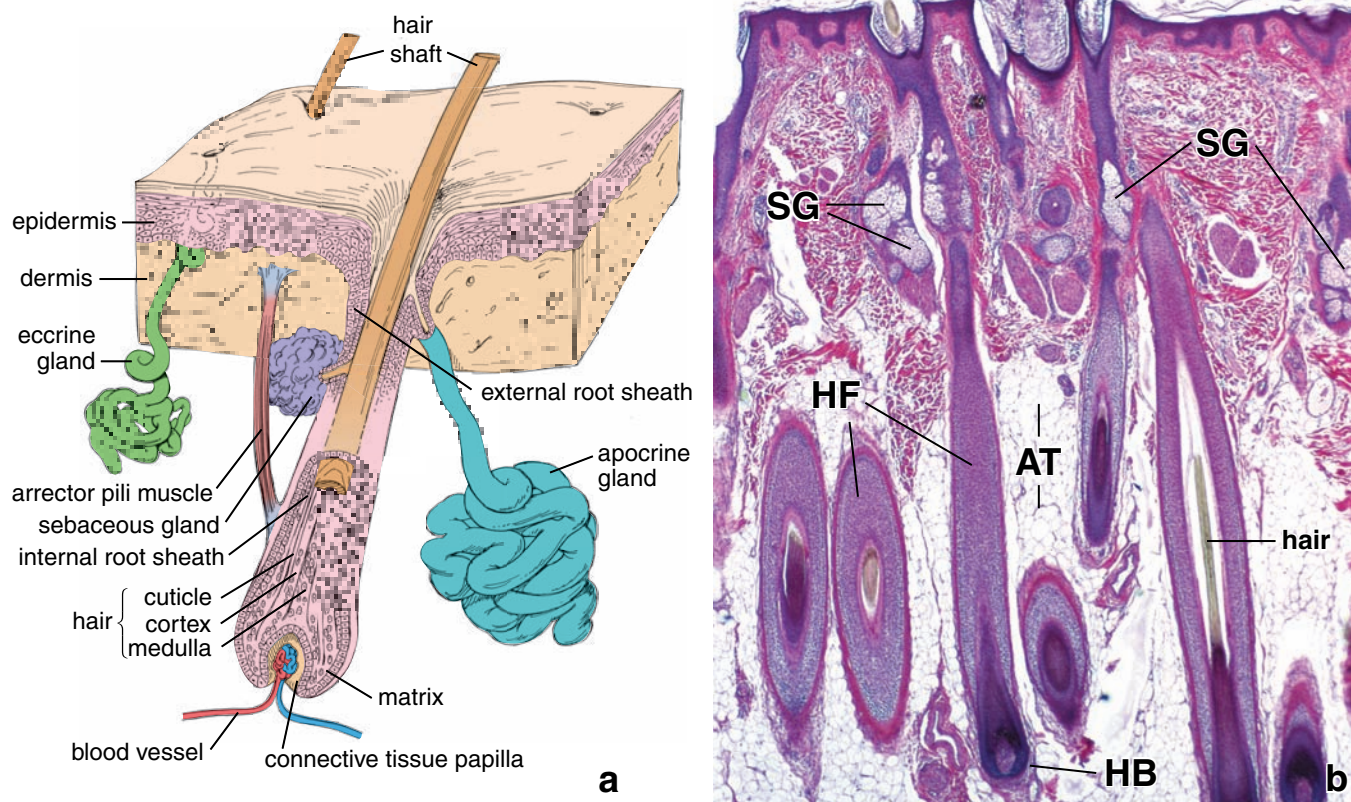 hair
shaft
epidermis
dermis
eccrine
gland
external root sheath
apocrine
gland
arrector pili muscle
sebaceous gland
internal root sheath
hair
cuticle
cortex
medulla
matrix
blood vessel
connective tissue papilla
a
SG
SG
HF
AT
hair
HB
b